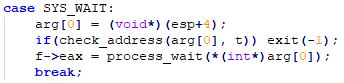 case SYS_WAIT:
arg[0] = (void*)(esp+4);
if(check_address(arg[0], t)) exit(-1);
f->eax = process_wait(*(int*)arg[0]);
break;